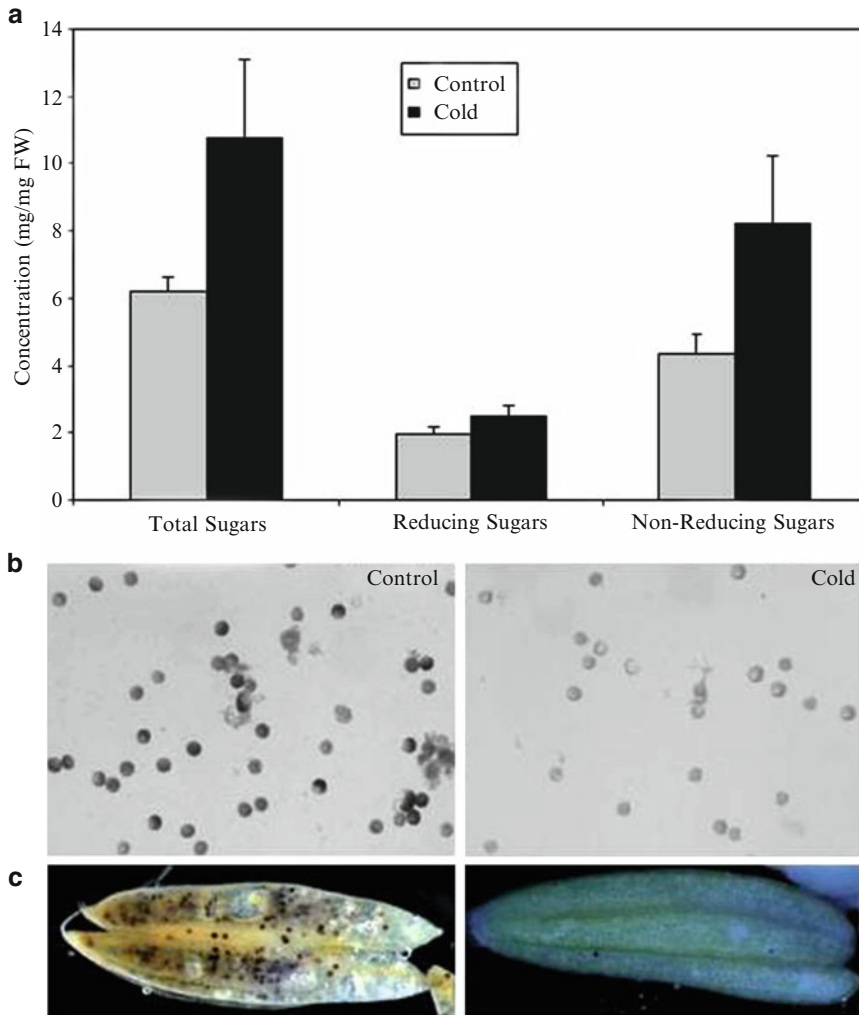 a
14
12
10
8
6
4
2
0
Concentration (mg/mg FW)
Control
Cold
Total Sugars
Reducing Sugars
Non-Reducing Sugars
b
Control
Cold
c